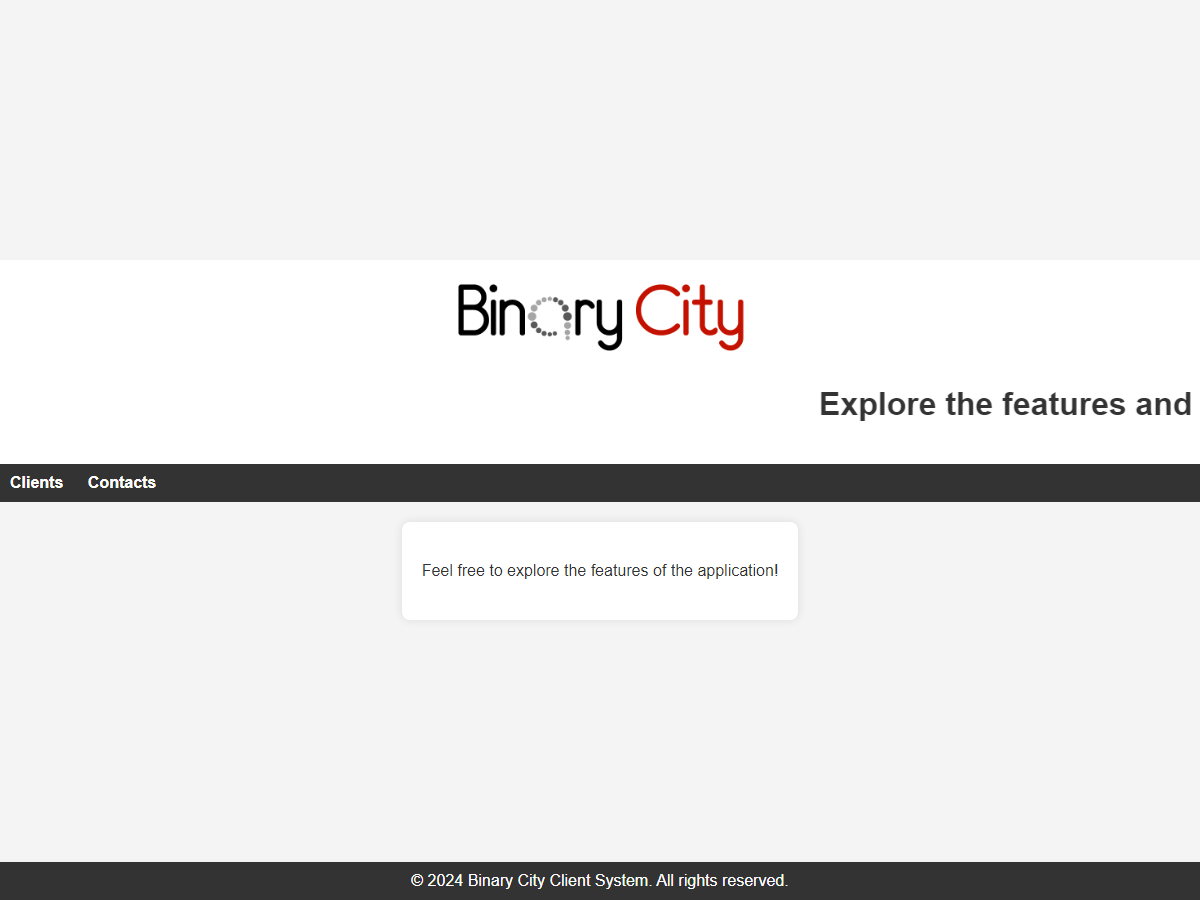 Binary City
Explore the features and
Clients Contacts
Feel free to explore the features of the application!
© 2024 Binary City Client System. All rights reserved.